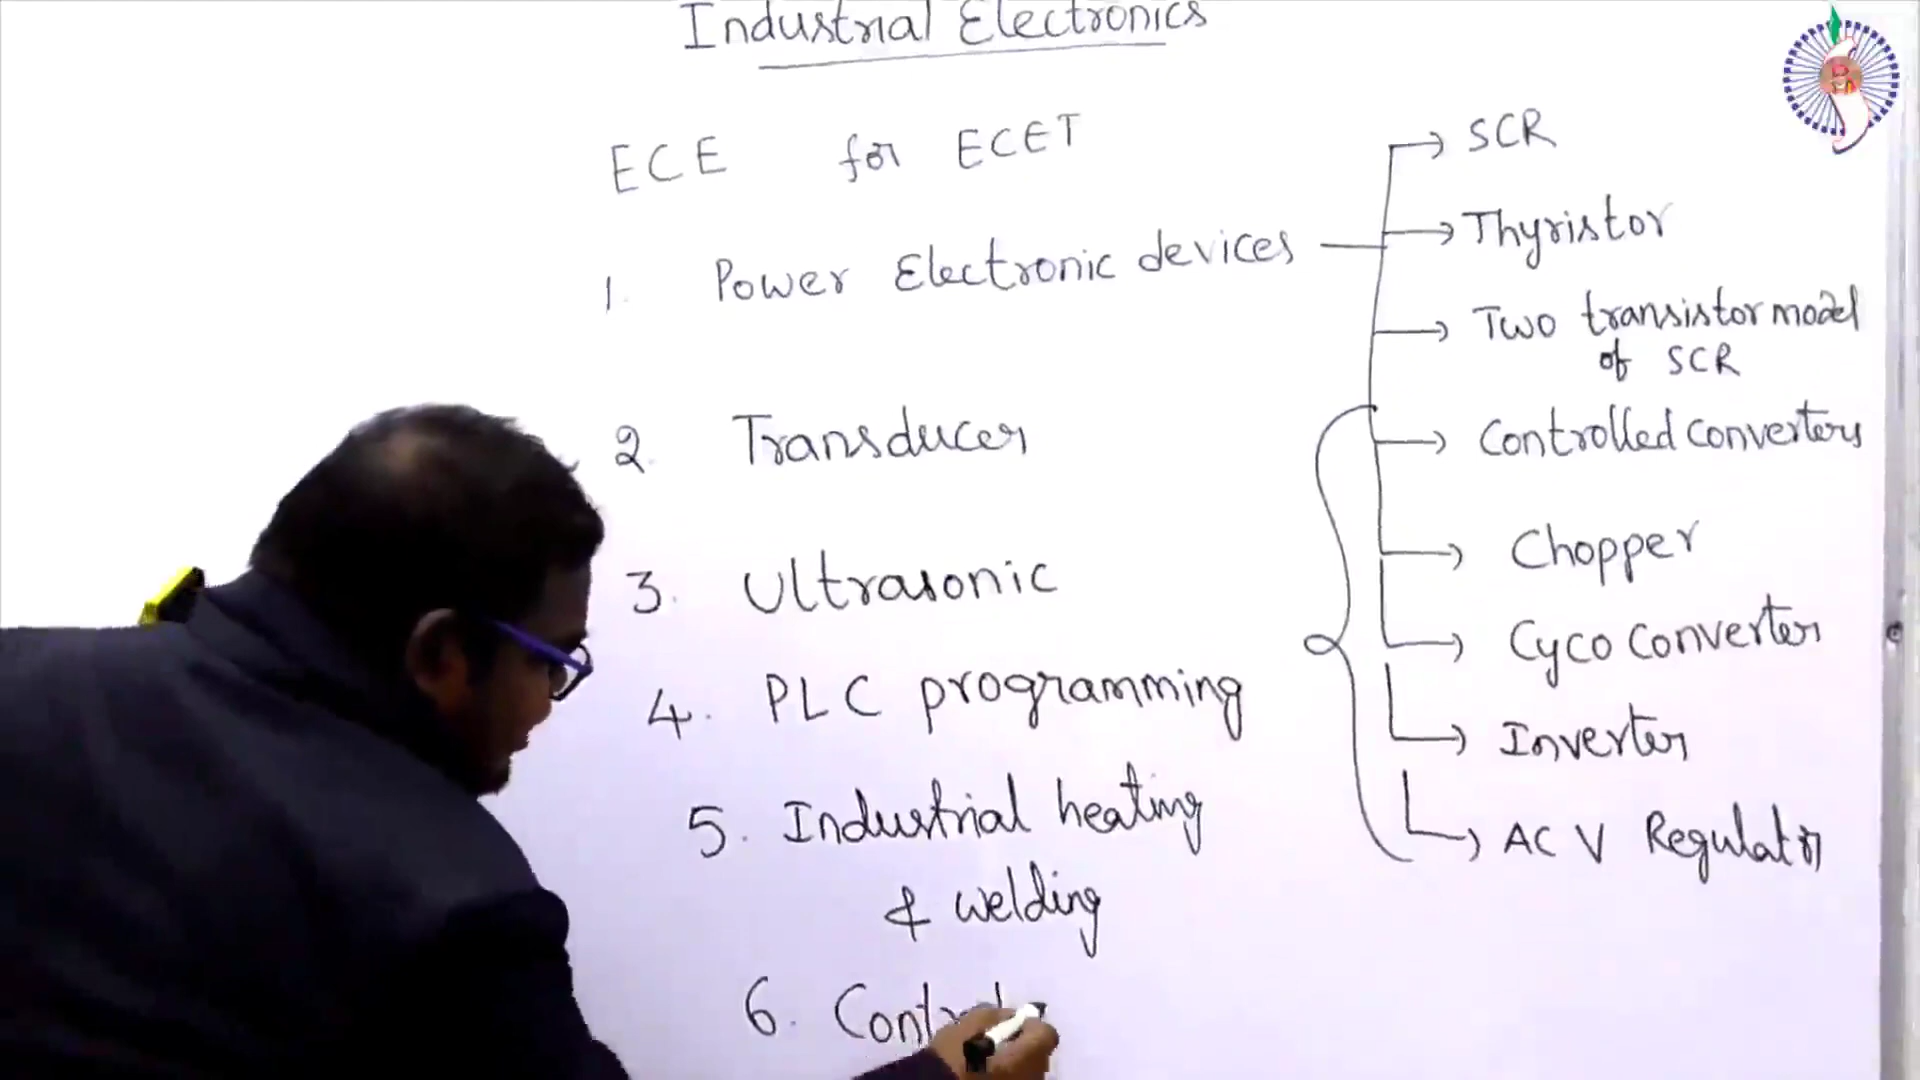 Industrial Electronics
ECE for ECET
1. Power Electronic devices
2. Transducer
3. Ultrasonic
4. PLC programming
5. Industrial heating
& welding
6.
SCR
Thyristor
Two transistor model
of SCR
Controlled Converters
Chopper
Cyco Converter
Inverter
AC V Regulator